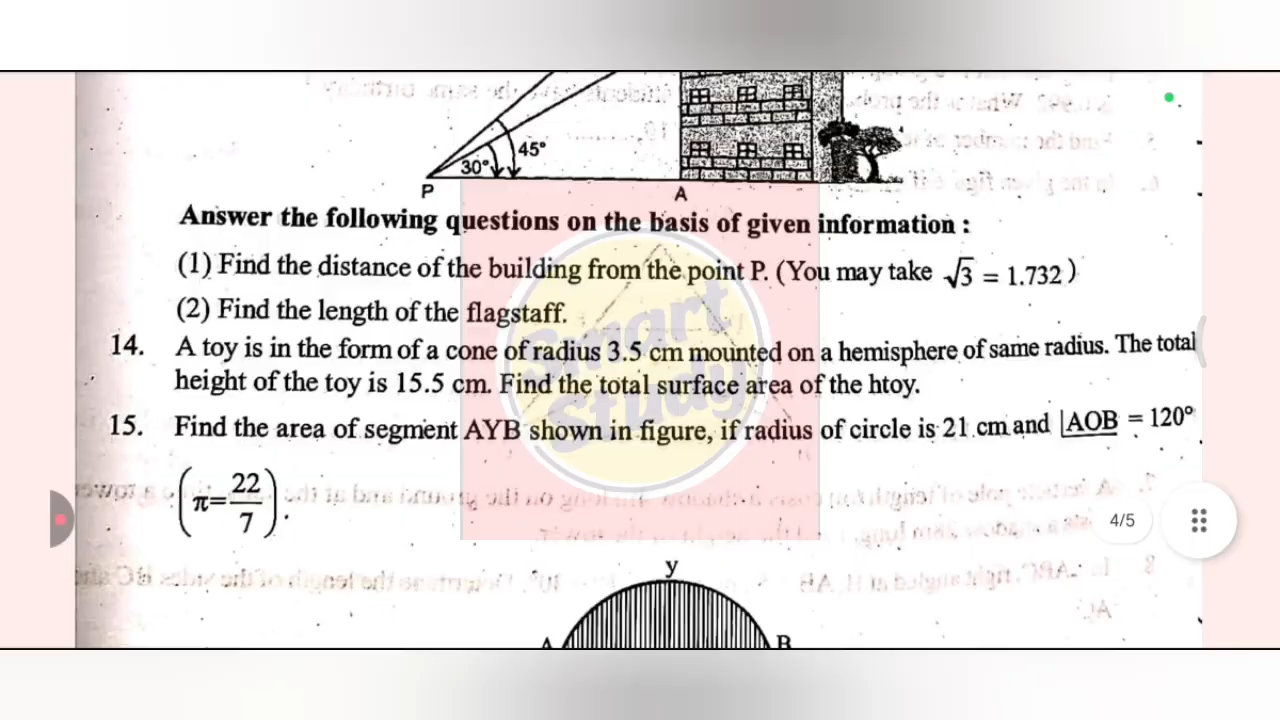 45°
30°
P
A
Answer the following questions on the basis of given information :
(1) Find the distance of the building from the point P. (You may take √3 = 1.732 )
(2) Find the length of the flagstaff.
14. A toy is in the form of a cone of radius 3.5 cm mounted on a hemisphere of same radius. The total
height of the toy is 15.5 cm. Find the total surface area of the htoy.
15. Find the area of segment AYB shown in figure, if radius of circle is 21 cm and ∠AOB = 120°
(π=22/7).
Smart
Study
4/5
y
A
B